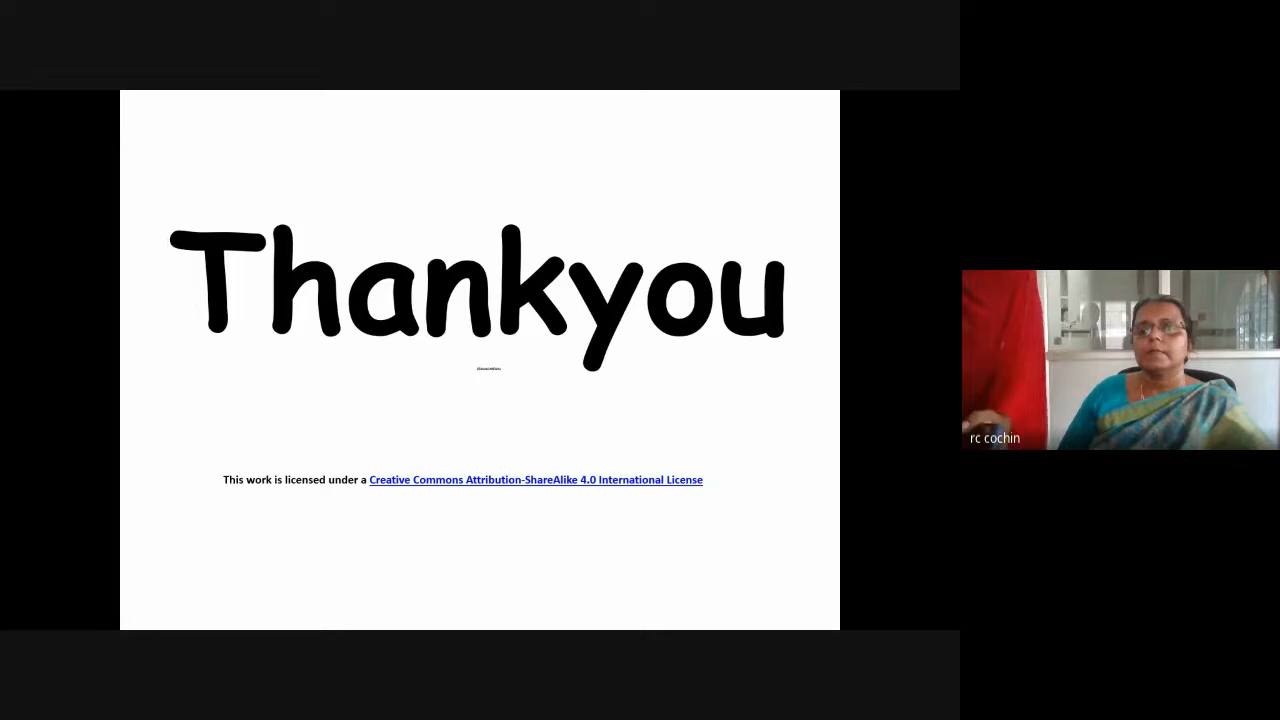 Thankyou
This work is licensed under a Creative Commons Attribution-ShareAlike 4.0 International License
rc cochin